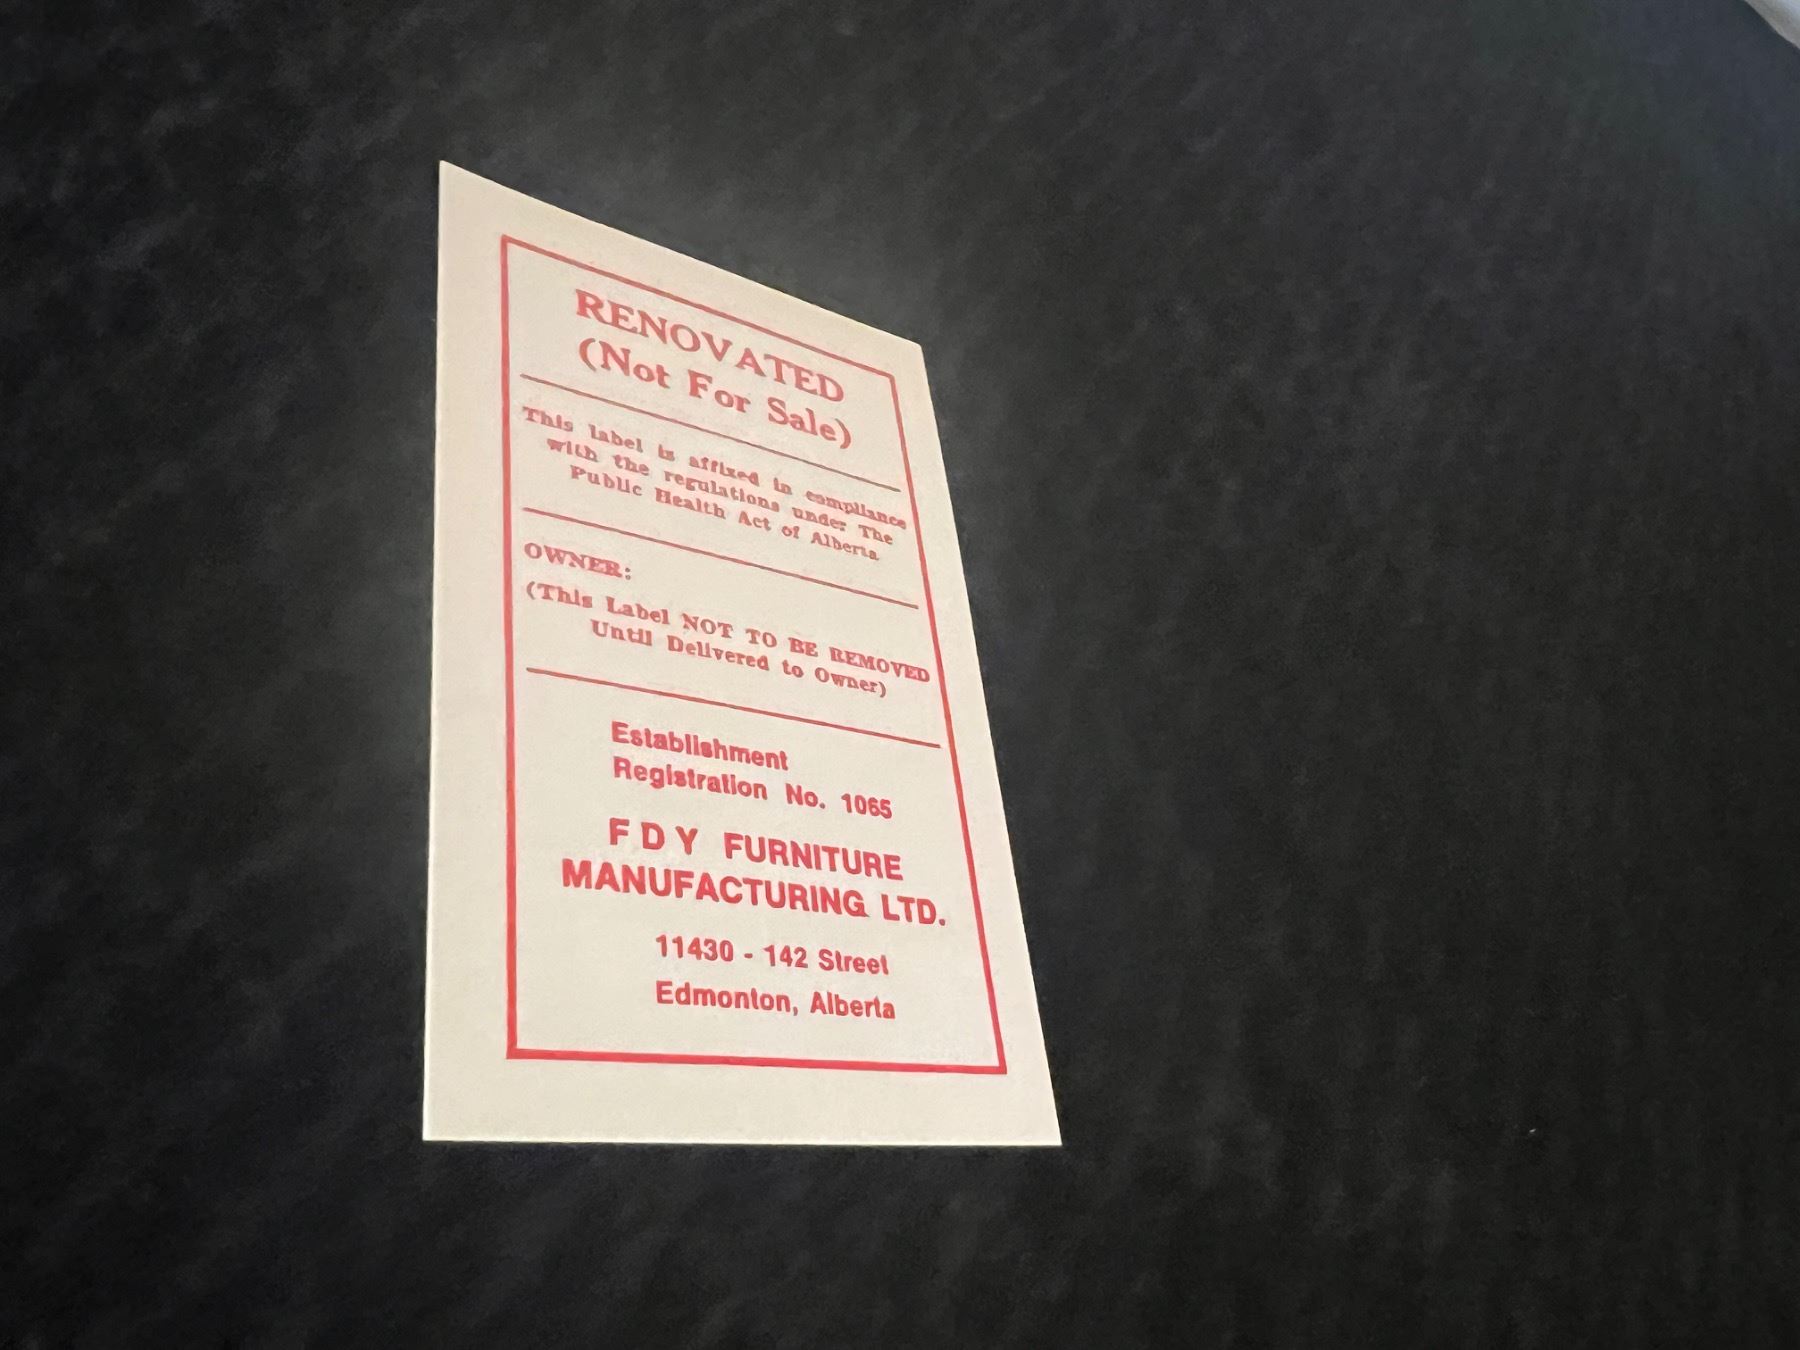 RENOVATED
(Not For Sale)
This label is affixed in compliance
with the regulations under The
Public Health Act of Alberta
OWNER:
(This Label NOT TO BE REMOVED
Until Delivered to Owner)
Establishment
Registration No. 1065
F D Y FURNITURE
MANUFACTURING LTD.
11430 - 142 Street
Edmonton, Alberta